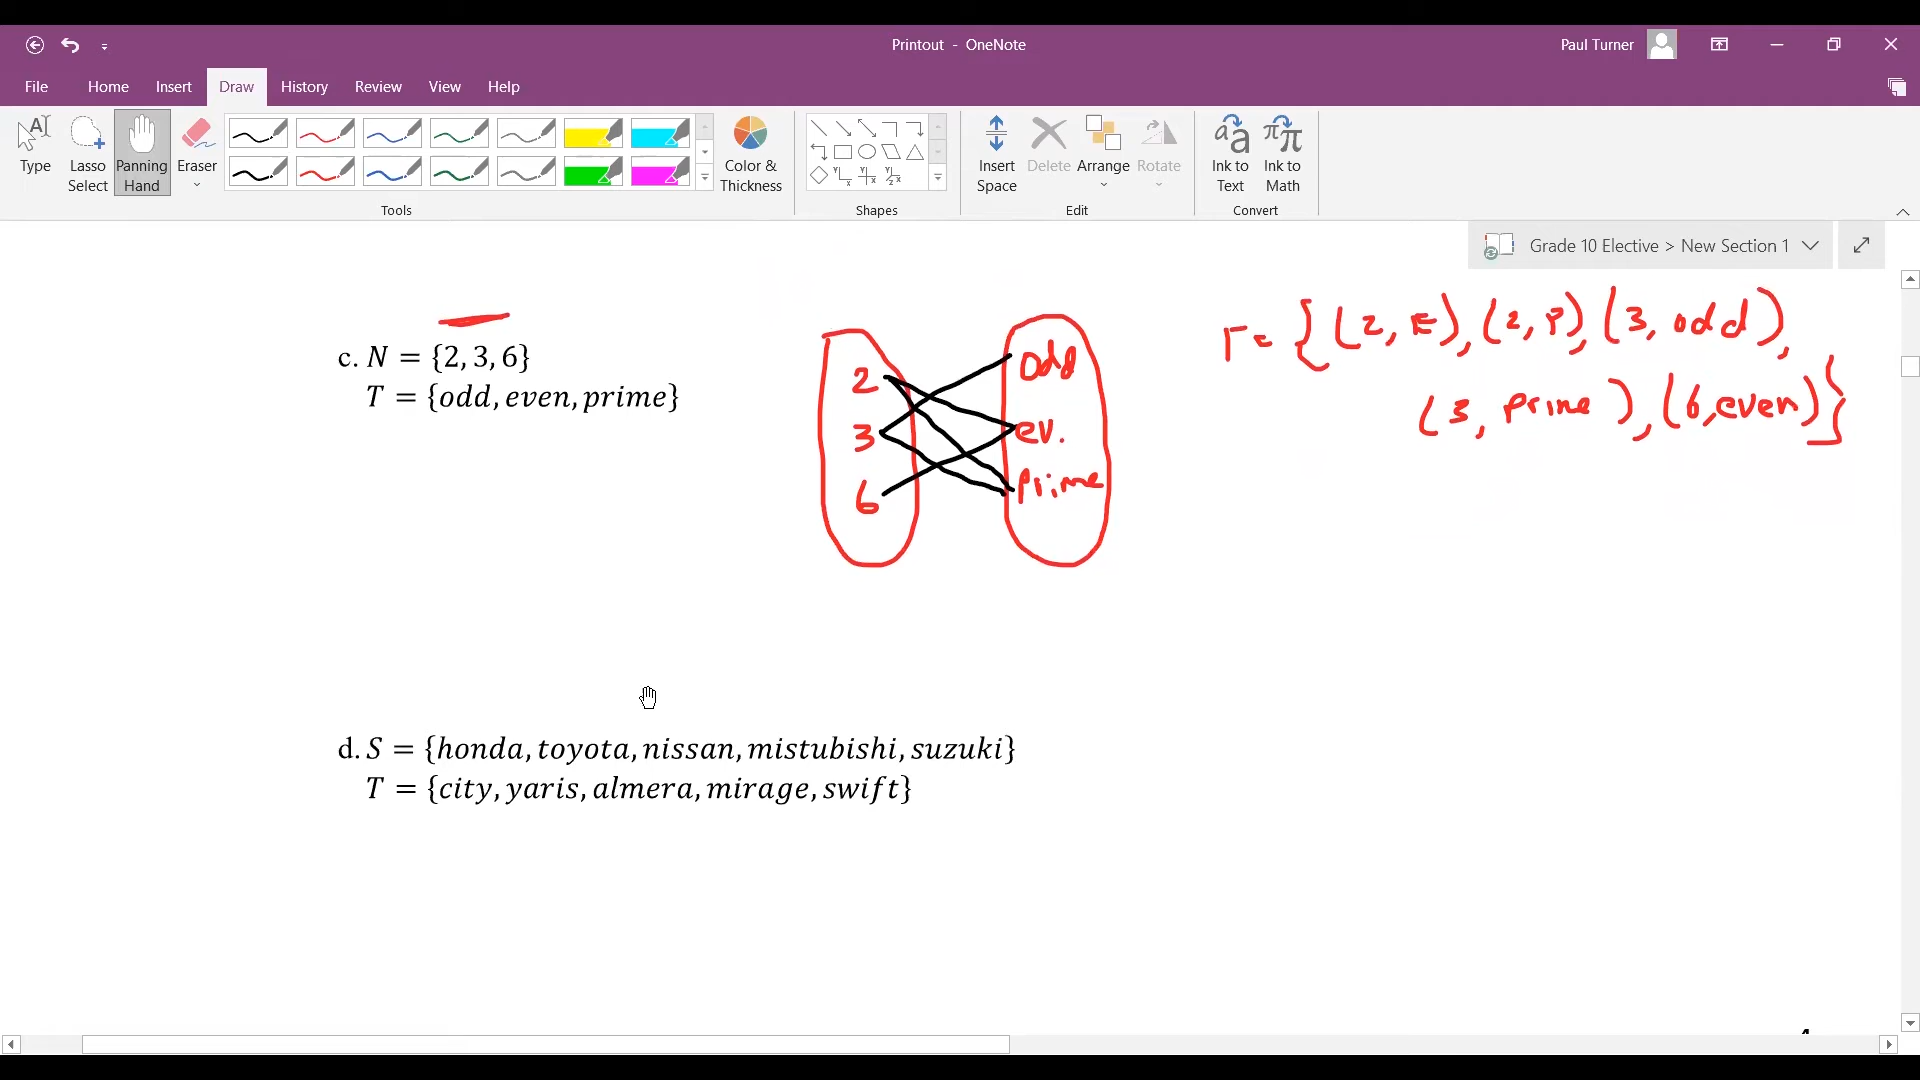 Printout - OneNote
Paul Turner
File Home Insert Draw History Review View Help
Type
Lasso Select
Panning Hand
Eraser
Color & Thickness
Insert Space
Delete
Arrange
Rotate
Ink to Text
Ink to Math
Tools
Shapes
Edit
Convert
Grade 10 Elective > New Section 1
c. N = {2, 3, 6}
T = {odd, even, prime}
2
3
6
odd
ev.
prime
r = {(2, E), (2, P), (3, odd),
(3, prime), (6, even)}
d. S = {honda, toyota, nissan, mistubishi, suzuki}
T = {city, yaris, almera, mirage, swift}